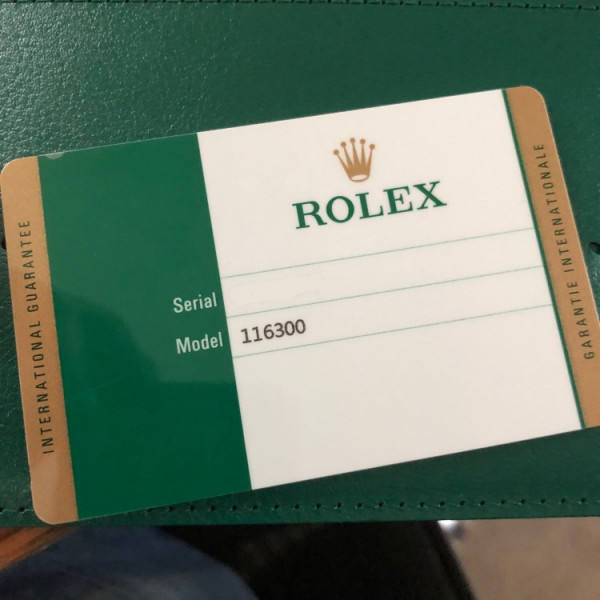 INTERNATIONAL GUARANTEE
ROLEX
Serial
Model 116300
GARANTIE INTERNATIONALE